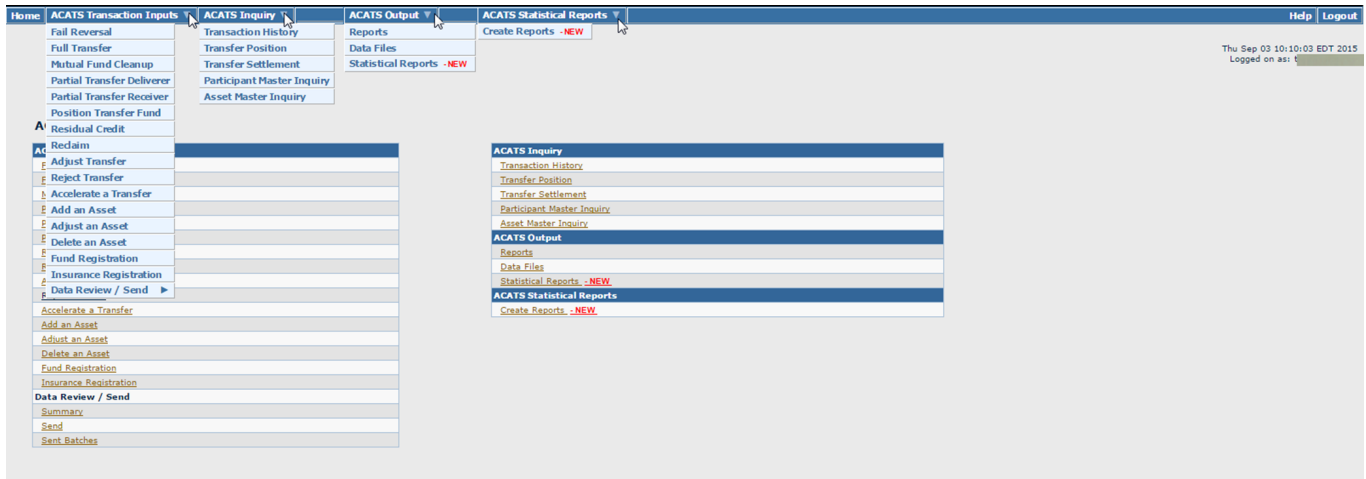 Home ACATS Transaction Inputs ACATS Inquiry ACATS Output ACATS Statistical Reports Help Logout
Fail Reversal
Full Transfer
Mutual Fund Cleanup
Partial Transfer Deliverer
Partial Transfer Receiver
Position Transfer Fund
Residual Credit
Reclaim
Adjust Transfer
Reject Transfer
Accelerate a Transfer
Add an Asset
Adjust an Asset
Delete an Asset
Fund Registration
Insurance Registration
Data Review / Send
Transaction History
Transfer Position
Transfer Settlement
Participant Master Inquiry
Asset Master Inquiry
Reports
Data Files
Statistical Reports - NEW
Create Reports - NEW
Thu Sep 03 10:10:03 EDT 2015
Logged on as:
Accelerate a Transfer
Add an Asset
Adjust an Asset
Delete an Asset
Fund Registration
Insurance Registration
Data Review / Send
Summary
Send
Sent Batches
ACATS Inquiry
Transaction History
Transfer Position
Transfer Settlement
Participant Master Inquiry
Asset Master Inquiry
ACATS Output
Reports
Data Files
Statistical Reports - NEW
ACATS Statistical Reports
Create Reports - NEW